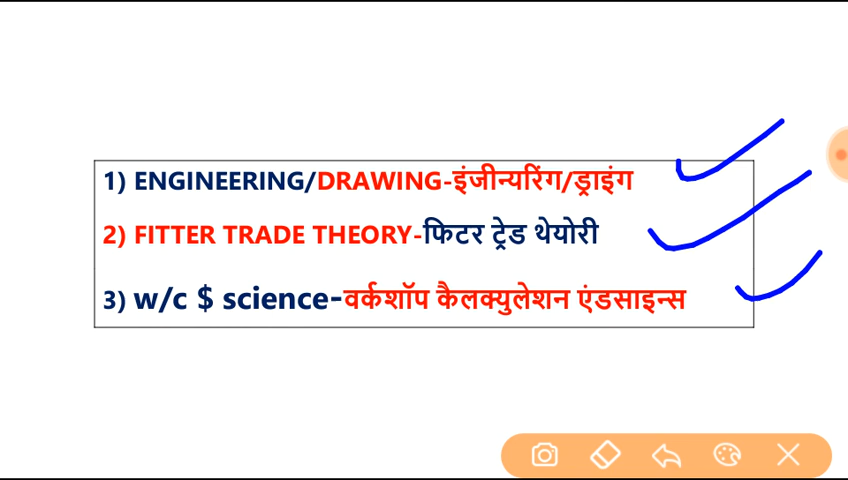 1) ENGINEERING/DRAWING-इंजीन्यरिंग/ड्राइंग
2) FITTER TRADE THEORY-फिटर ट्रेड थेयोरी
3) w/c $ science-वर्कशॉप कैलक्युलेशन एंडसाइन्स